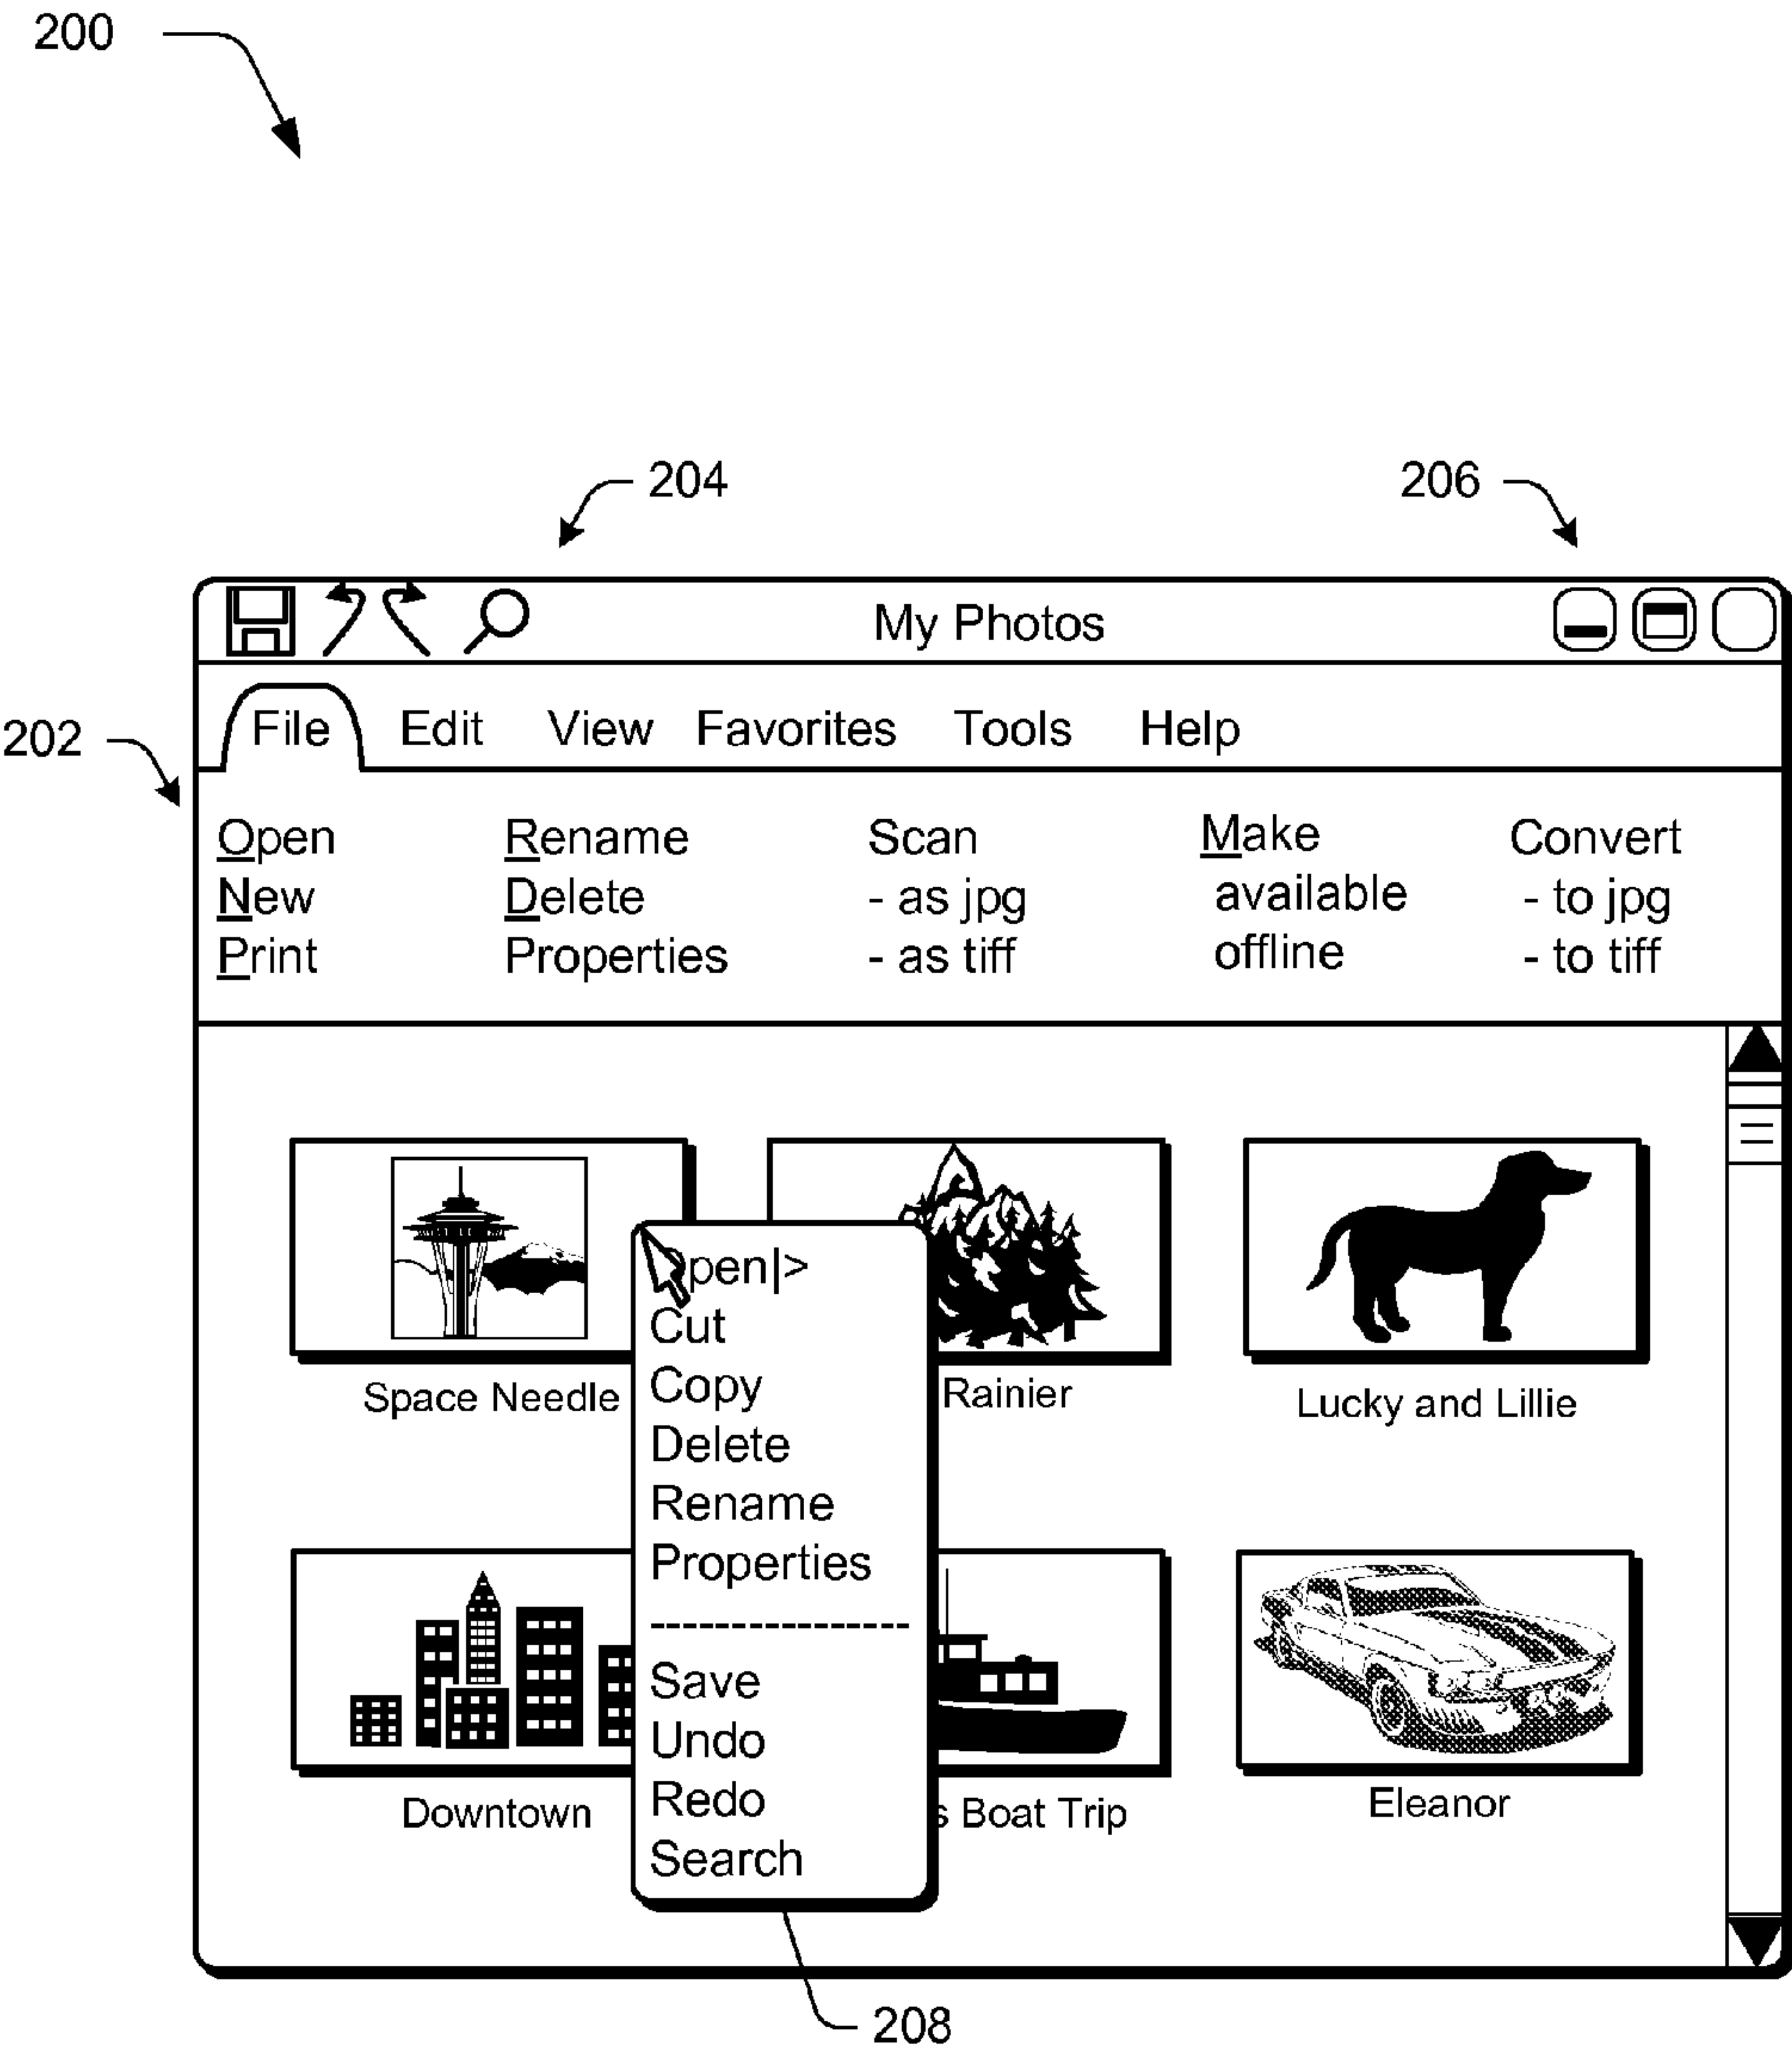 200
204
206
My Photos
202
File Edit View Favorites Tools Help
Open Rename Scan Make Convert
New Delete - as jpg available - to jpg
Print Properties - as tiff offline - to tiff
pen|>
Cut
Copy
Delete
Rename
Properties
Save
Undo
Redo
Search
Space Needle
Rainier
Lucky and Lillie
Downtown
s Boat Trip
Eleanor
208